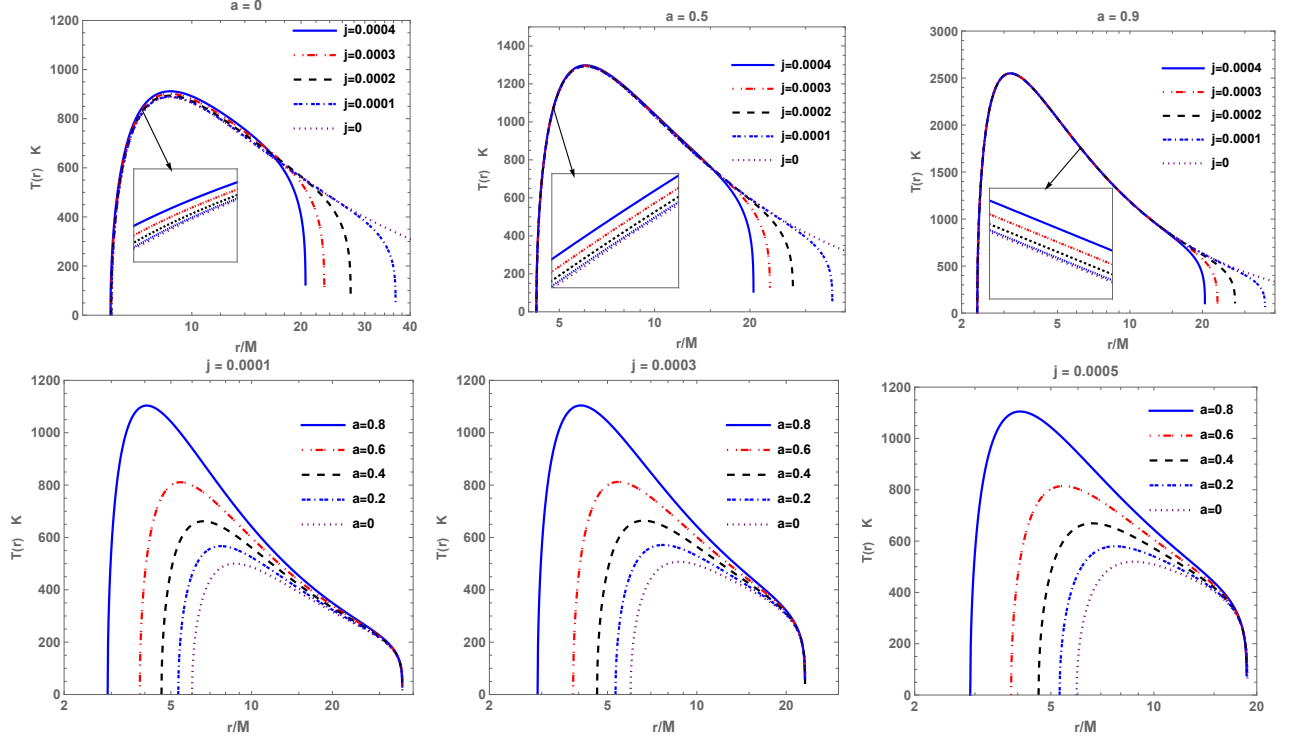 a = 0
1200
1000
800
600
400
200
0
T(r) K
10
20
30
40
r/M
j=0.0004
j=0.0003
j=0.0002
j=0.0001
j=0
a = 0.5
1400
1200
1000
800
600
400
200
0
T(r) K
5
10
20
r/M
j=0.0004
j=0.0003
j=0.0002
j=0.0001
j=0
a = 0.9
3000
2500
2000
1500
1000
500
0
T(r) K
2
5
10
20
r/M
j=0.0004
j=0.0003
j=0.0002
j=0.0001
j=0
j = 0.0001
1200
1000
800
600
400
200
0
T(r) K
2
5
10
20
r/M
a=0.8
a=0.6
a=0.4
a=0.2
a=0
j = 0.0003
1200
1000
800
600
400
200
0
T(r) K
2
5
10
20
r/M
a=0.8
a=0.6
a=0.4
a=0.2
a=0
j = 0.0005
1200
1000
800
600
400
200
0
T(r) K
2
5
10
20
r/M
a=0.8
a=0.6
a=0.4
a=0.2
a=0